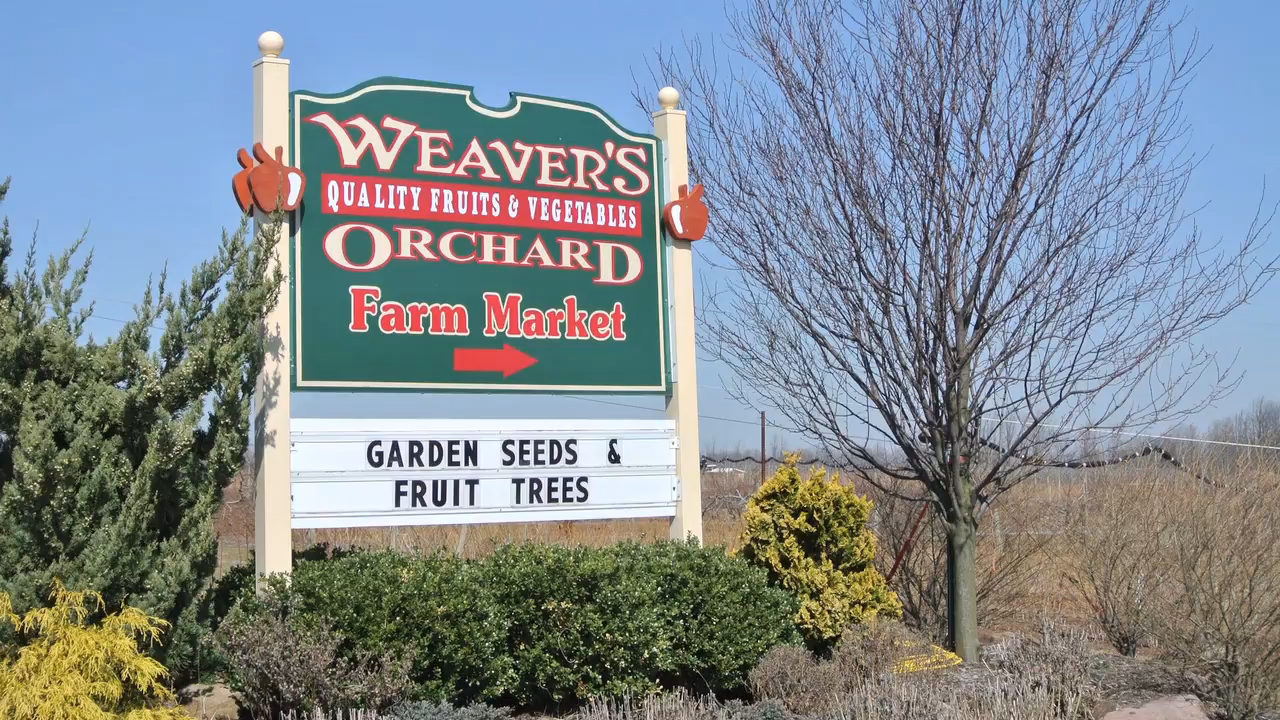 WEAVER'S
QUALITY FRUITS & VEGETABLES
ORCHARD
Farm Market
GARDEN SEEDS &
FRUIT TREES